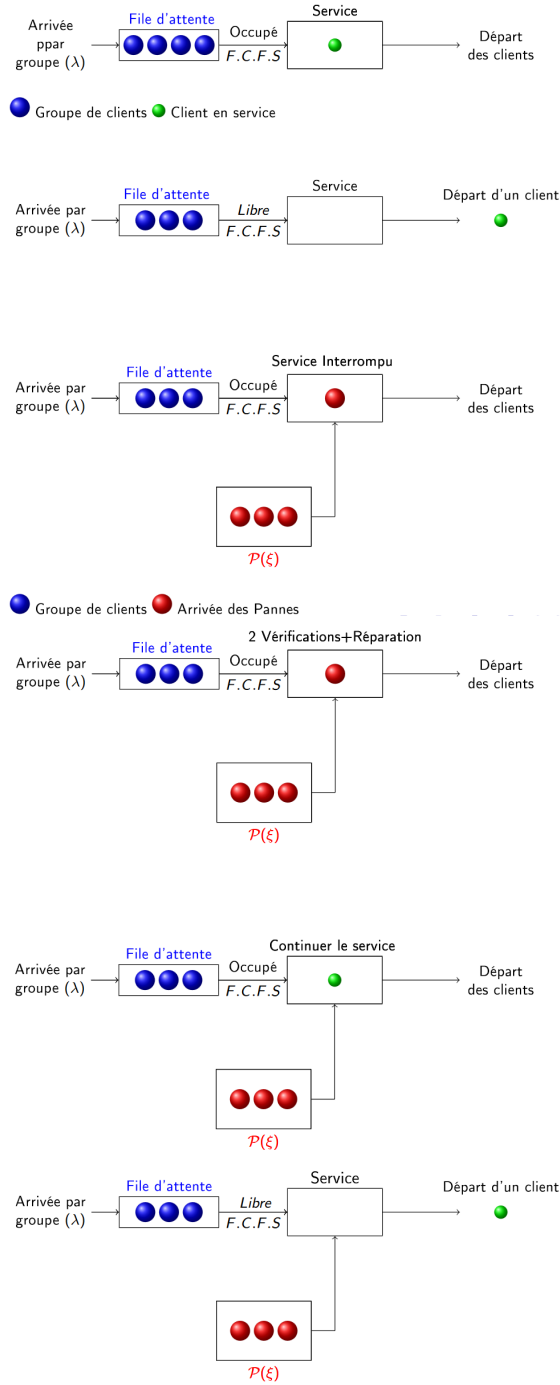 Service
File d'attente
Arrivée
ppar
groupe (λ)
Occupé
F.C.F.S
Départ
des clients
Groupe de clients
Client en service
Service
File d'attente
Arrivée par
groupe (λ)
Libre
F.C.F.S
Départ d'un client
Service Interrompu
File d'attente
Arrivée par
groupe (λ)
Occupé
F.C.F.S
Départ
des clients
P(ξ)
Groupe de clients
Arrivée des Pannes
2 Vérifications+Réparation
File d'atente
Arrivée par
groupe (λ)
Occupé
F.C.F.S
Départ
des clients
P(ξ)
Continuer le service
File d'attente
Arrivée par
groupe (λ)
Occupé
F.C.F.S
Départ
des clients
P(ξ)
Service
File d'attente
Arrivée par
groupe (λ)
Libre
F.C.F.S
Départ d'un client
P(ξ)